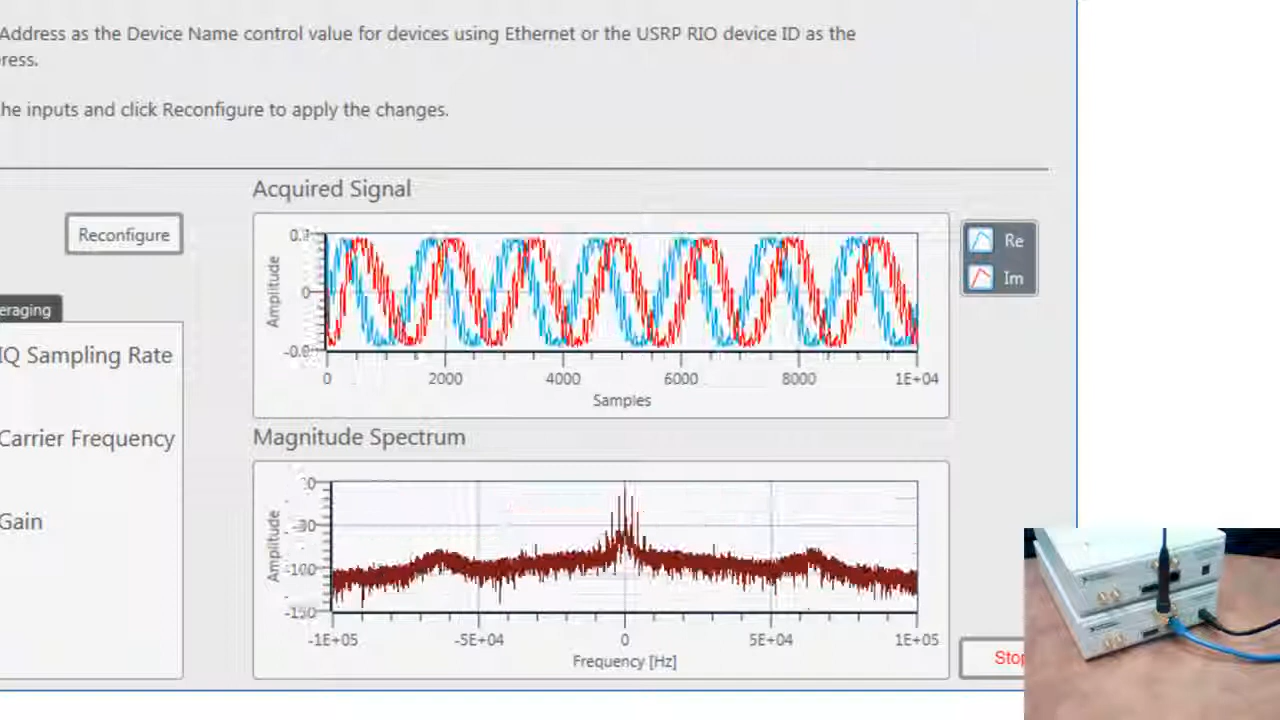 Address as the Device Name control value for devices using Ethernet or the USRP RIO device ID as the
ress.
he inputs and click Reconfigure to apply the changes.
Acquired Signal
Reconfigure
Amplitude
0
0
2000
4000
6000
8000
1E+04
Samples
Re
Im
eraging
IQ Sampling Rate
Carrier Frequency
Gain
Magnitude Spectrum
Amplitude
0
-100
-150
-1E+05
-5E+04
0
5E+04
1E+05
Frequency [Hz]
Stop